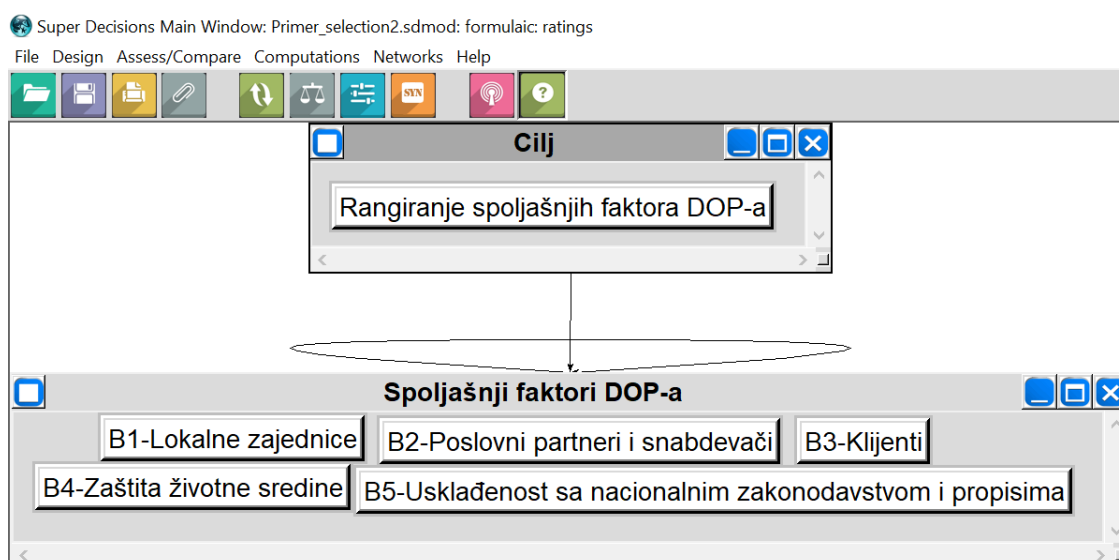 Super Decisions Main Window: Primer_selection2.sdmod: formulaic: ratings
File Design Assess/Compare Computations Networks Help
SYN ?
Cilj
Rangiranje spoljašnjih faktora DOP-a
Spoljašnji faktori DOP-a
B1-Lokalne zajednice B2-Poslovni partneri i snabdevači B3-Klijenti
B4-Zaštita životne sredine B5-Usklađenost sa nacionalnim zakonodavstvom i propisima